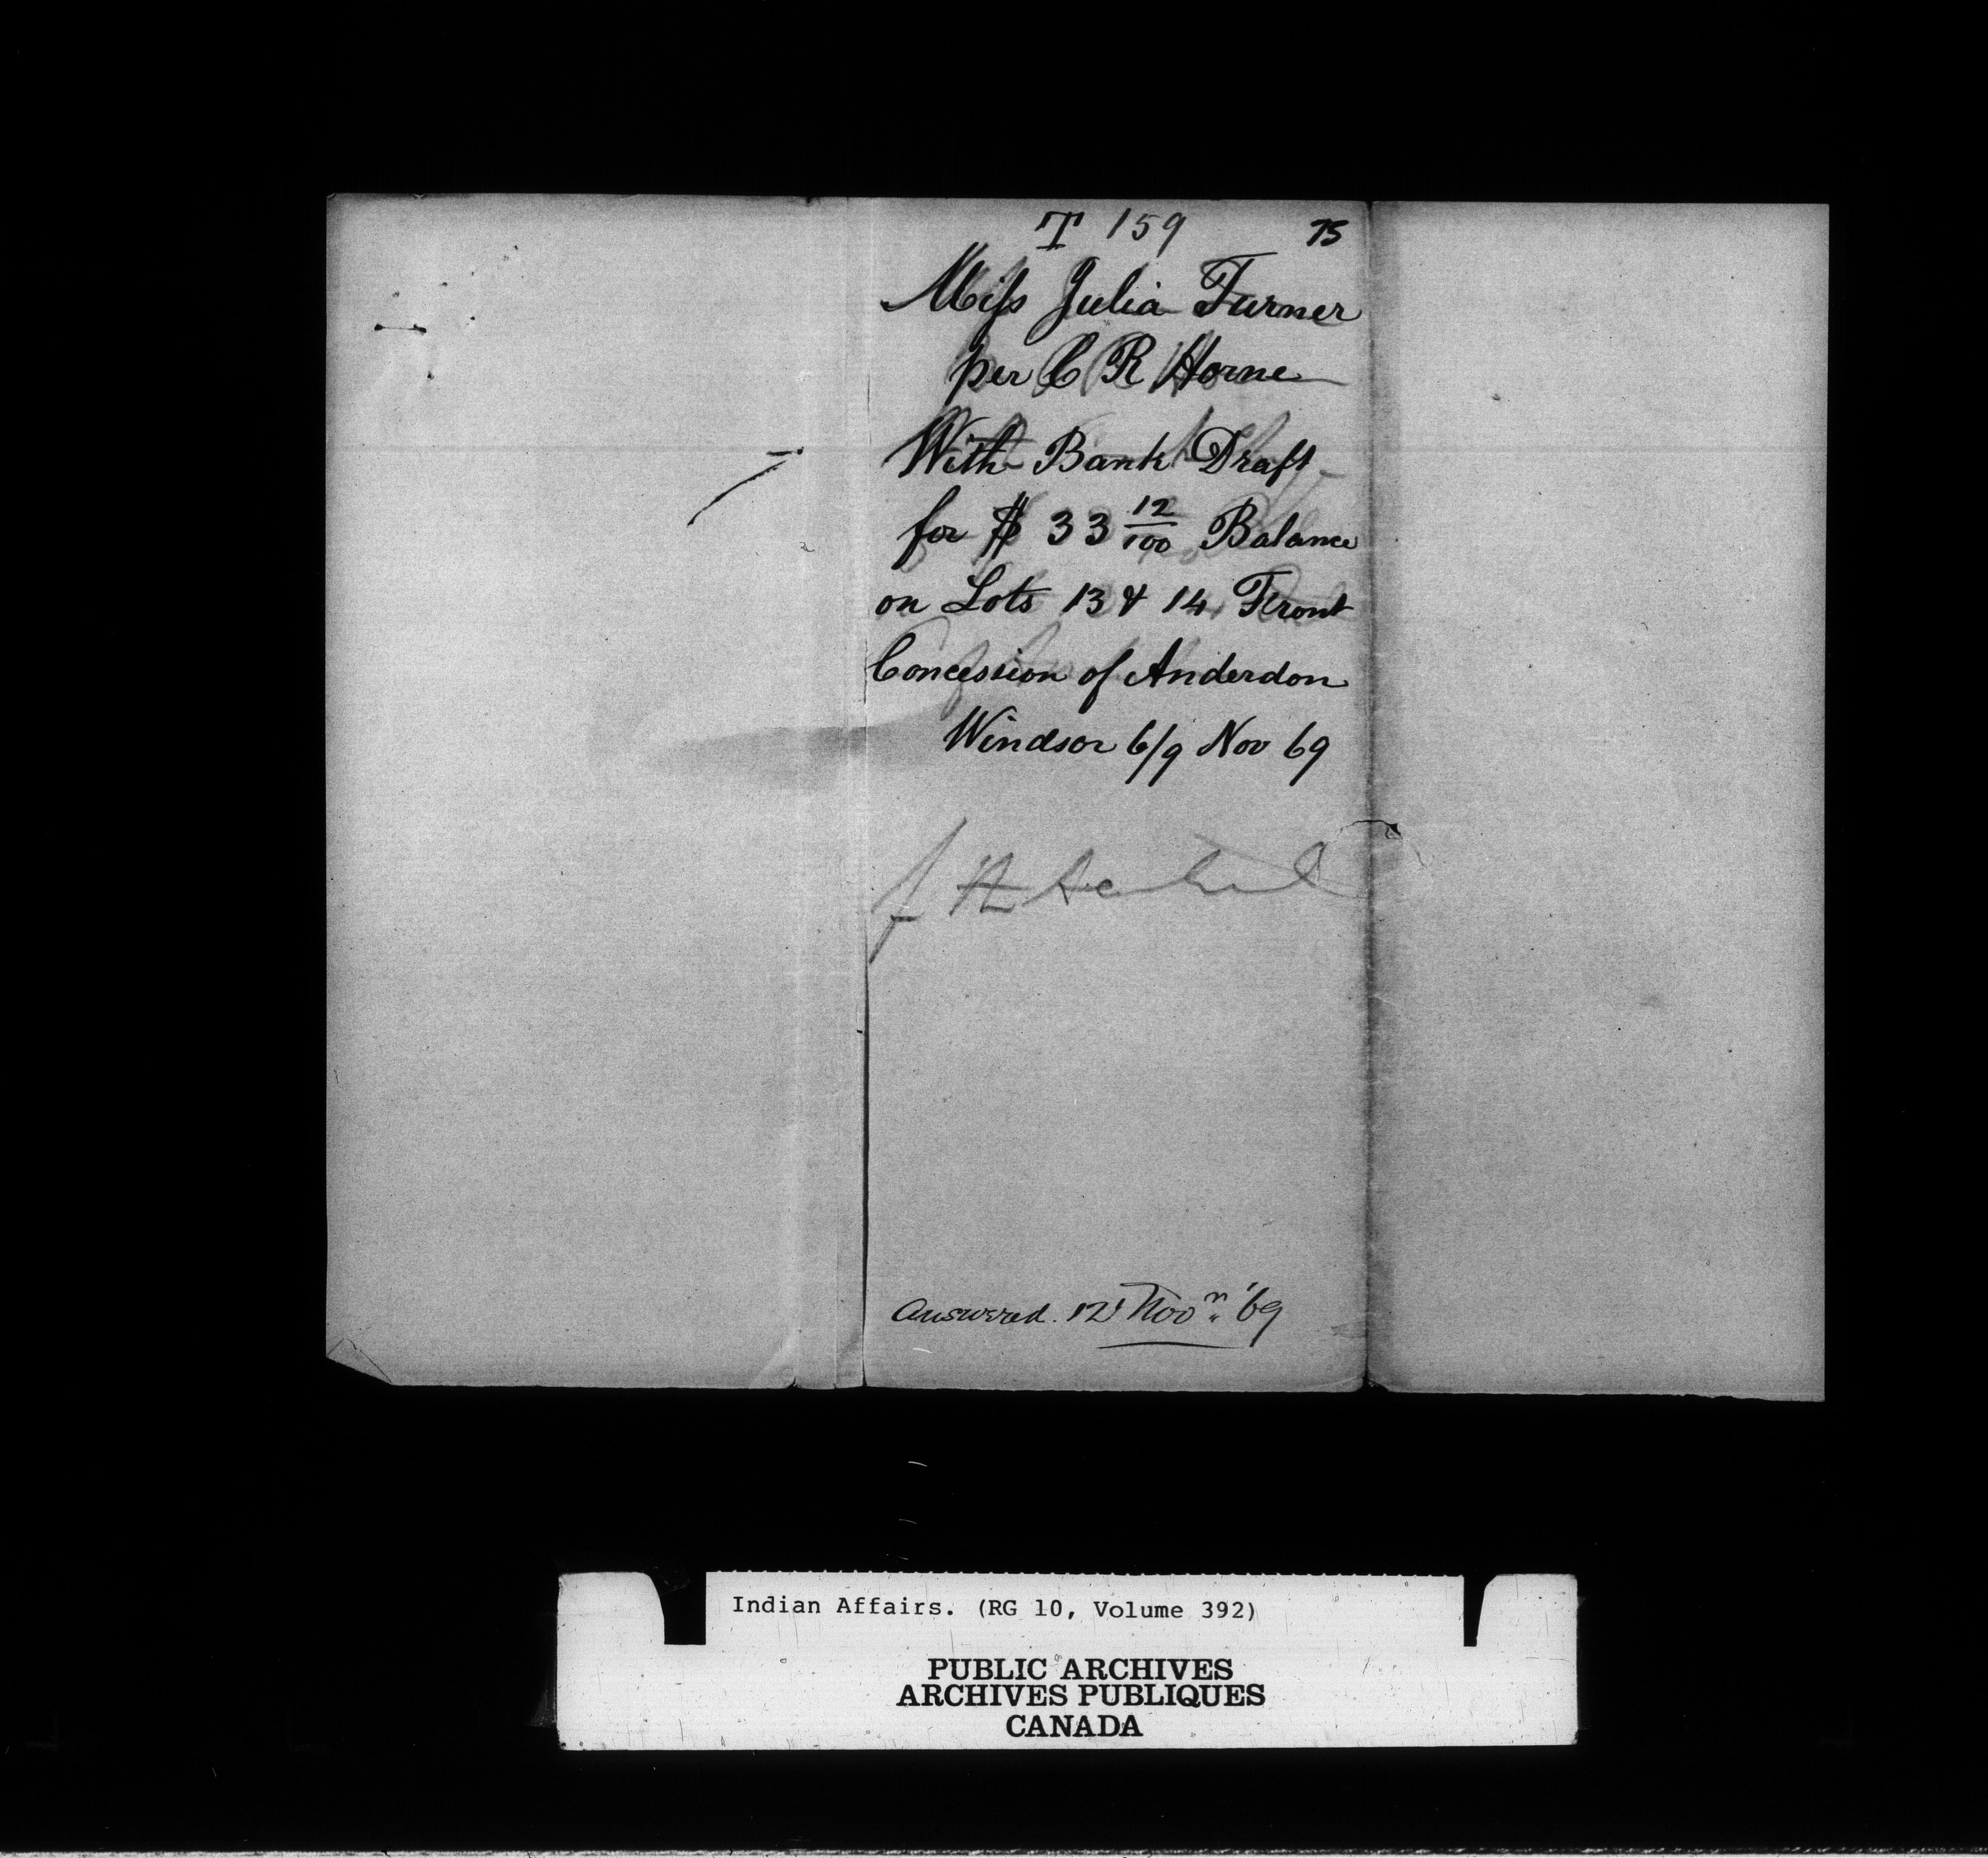 T 159 75
Miss Julia Turner
per C R Horne
With Bank Draft
for $ 33 12/100 Balance
on Lots 13 & 14 Front
Concession of Anderdon
Windsor 6/9 Nov 69
Answered. 12 Nov '69
Indian Affairs. (RG 10, Volume 392)
PUBLIC ARCHIVES
ARCHIVES PUBLIQUES
CANADA